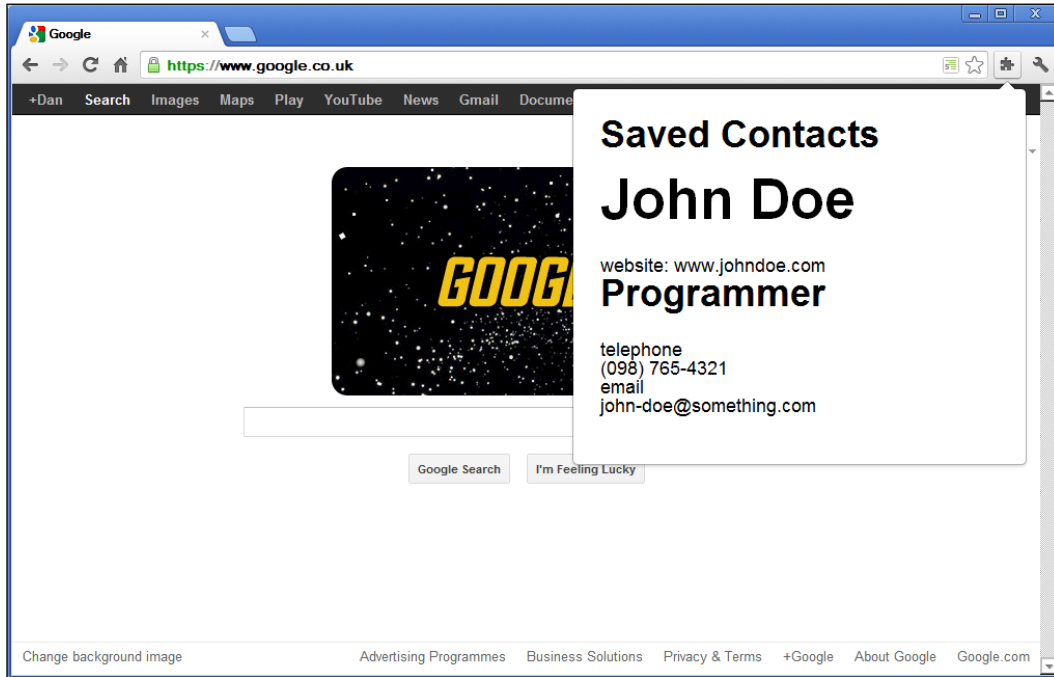 Google
https://www.google.co.uk
+Dan Search Images Maps Play YouTube News Gmail Docume
Saved Contacts
John Doe
website: www.johndoe.com
Programmer
telephone
(098) 765-4321
email
john-doe@something.com
GOOG
Google Search I'm Feeling Lucky
Change background image Advertising Programmes Business Solutions Privacy & Terms +Google About Google Google.com